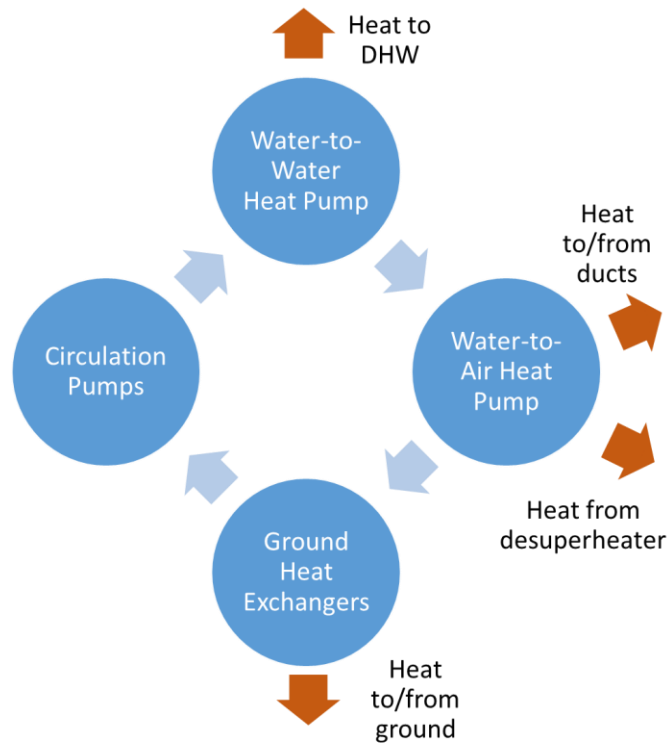 Heat to
DHW
Water-to-
Water
Heat Pump
Heat
to/from
ducts
Circulation
Pumps
Water-to-
Air Heat
Pump
Heat from
desuperheater
Ground
Heat
Exchangers
Heat
to/from
ground